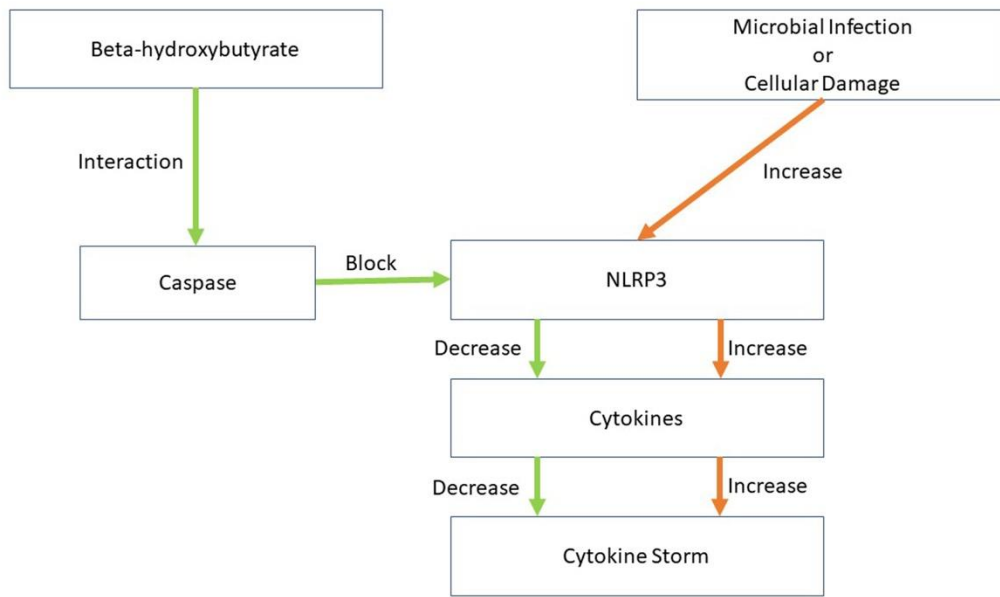 Beta-hydroxybutyrate
Microbial Infection
or
Cellular Damage
Interaction
Increase
Caspase
Block
NLRP3
Decrease
Increase
Cytokines
Decrease
Increase
Cytokine Storm